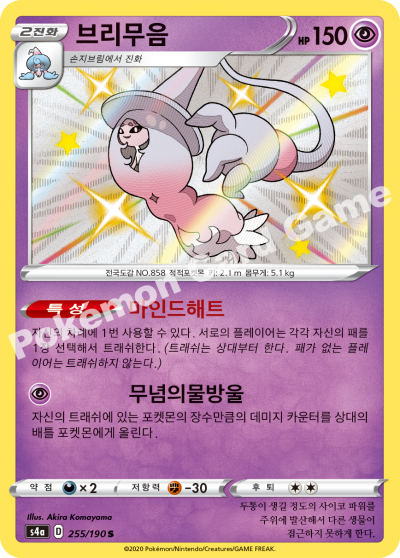 2진화
브리무음
HP 150
손지브림에서 진화
전국도감 NO.858 적적포켓몬 키: 2.1 m 몸무게: 5.1 kg
특성 마인드해트
자신의 차례에 1번 사용할 수 있다. 서로의 플레이어는 각각 자신의 패를
1장 선택해서 트래쉬한다. (트래쉬는 상대부터 한다. 패가 없는 플레
이어는 트래쉬하지 않는다.)
무념의물방울
자신의 트래쉬에 있는 포켓몬의 장수만큼의 데미지 카운터를 상대의
배틀 포켓몬에게 올린다.
약점 ×2 저항력 -30 후퇴
Illus. Akira Komayama
두통이 생길 정도의 사이코 파워를
주위에 발산해서 다른 생물이
접근하지 못하게 한다.
s4a D 255/190 S
©2020 Pokémon/Nintendo/Creatures/GAME FREAK.
Pokemon Card Game